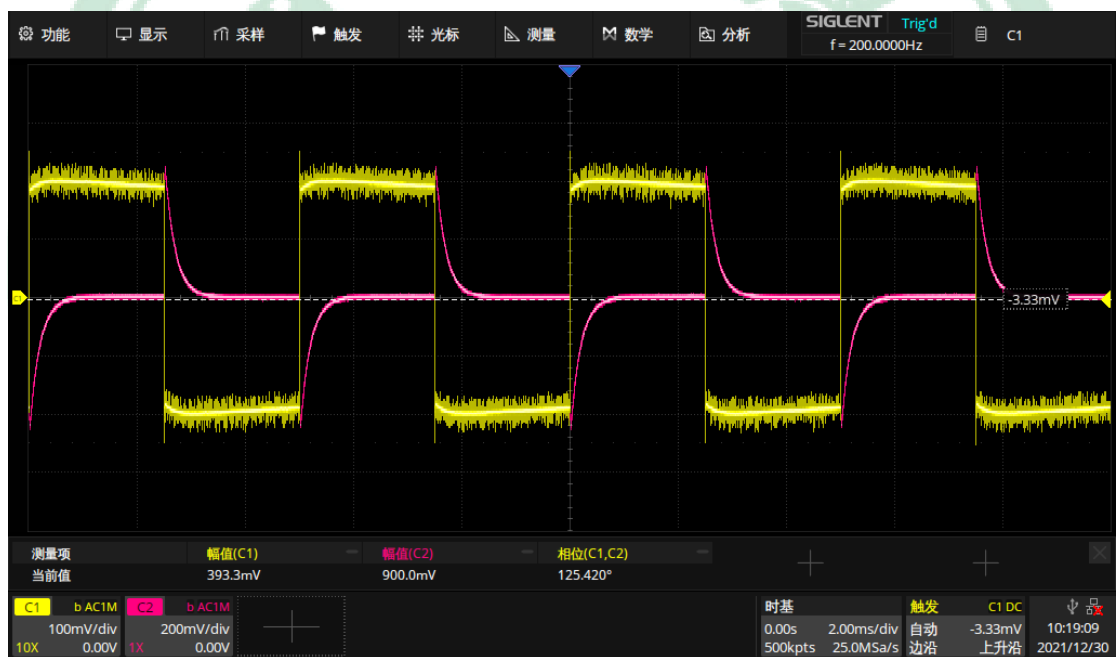 功能 显示 采样 触发 光标 测量 数学 分析 SIGLENT Trig'd C1
f = 200.0000Hz
C1
-3.33mV
测量项 幅值(C1) 幅值(C2) 相位(C1,C2)
当前值 393.3mV 900.0mV 125.420°
C1 b AC1M C2 b AC1M 时基 触发 C1 DC
100mV/div 200mV/div 0.00s 2.00ms/div 自动 -3.33mV 10:19:09
10X 0.00V 1X 0.00V 500kpts 25.0MSa/s 边沿 上升沿 2021/12/30